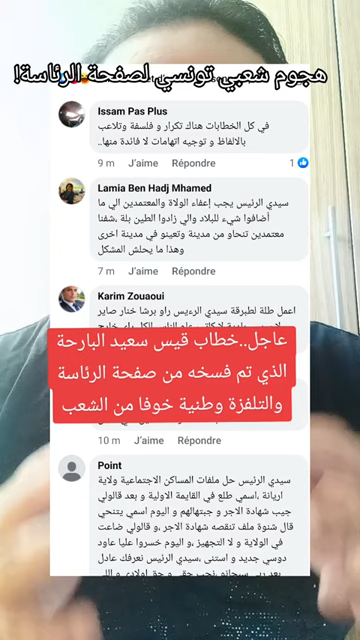 هجوم شعبي تونسي لصفحة الرئاسة!
Issam Pas Plus
في كل الخطابات هناك تكرار و فلسفة وتلاعب
بالالفاظ و توجيه اتهامات لا فائدة منها..
9 m J'aime Répondre 1
Lamia Ben Hadj Mhamed
سيدي الرئيس يجب إعفاء الولاة والمعتمدين الي ما
أضافوا شيء للبلاد والي زادوا الطين بلة ,شفنا
معتمدين تنحاو من مدينة وتعينو في مدينة اخرى
وهذا ما يحلش المشكل
7 m J'aime Répondre
Karim Zouaoui
اعمل طلة لطبرقة سيدي الرءيس راو برشا خنار صاير
عاجل..خطاب قيس سعيد البارحة
الذي تم فسخه من صفحة الرئاسة
والتلفزة وطنية خوفا من الشعب
10 m J'aime Répondre
Point
سيدي الرئيس حل ملفات المساكن الاجتماعية ولاية
اريانة ,اسمي طلع في القايمة الاولية و بعد قالولي
جيب شهادة الاجر و جبتهالهم و اليوم اسمي يتنحي
قال شنوة ملف تنقصه شهادة الاجر ,و قالولي ضاعت
في الولاية و لا التجهيز ,و اليوم خسروا عليا عاود
دوسي جديد و استنى ,سيدي الرئيس نعرفك عادل